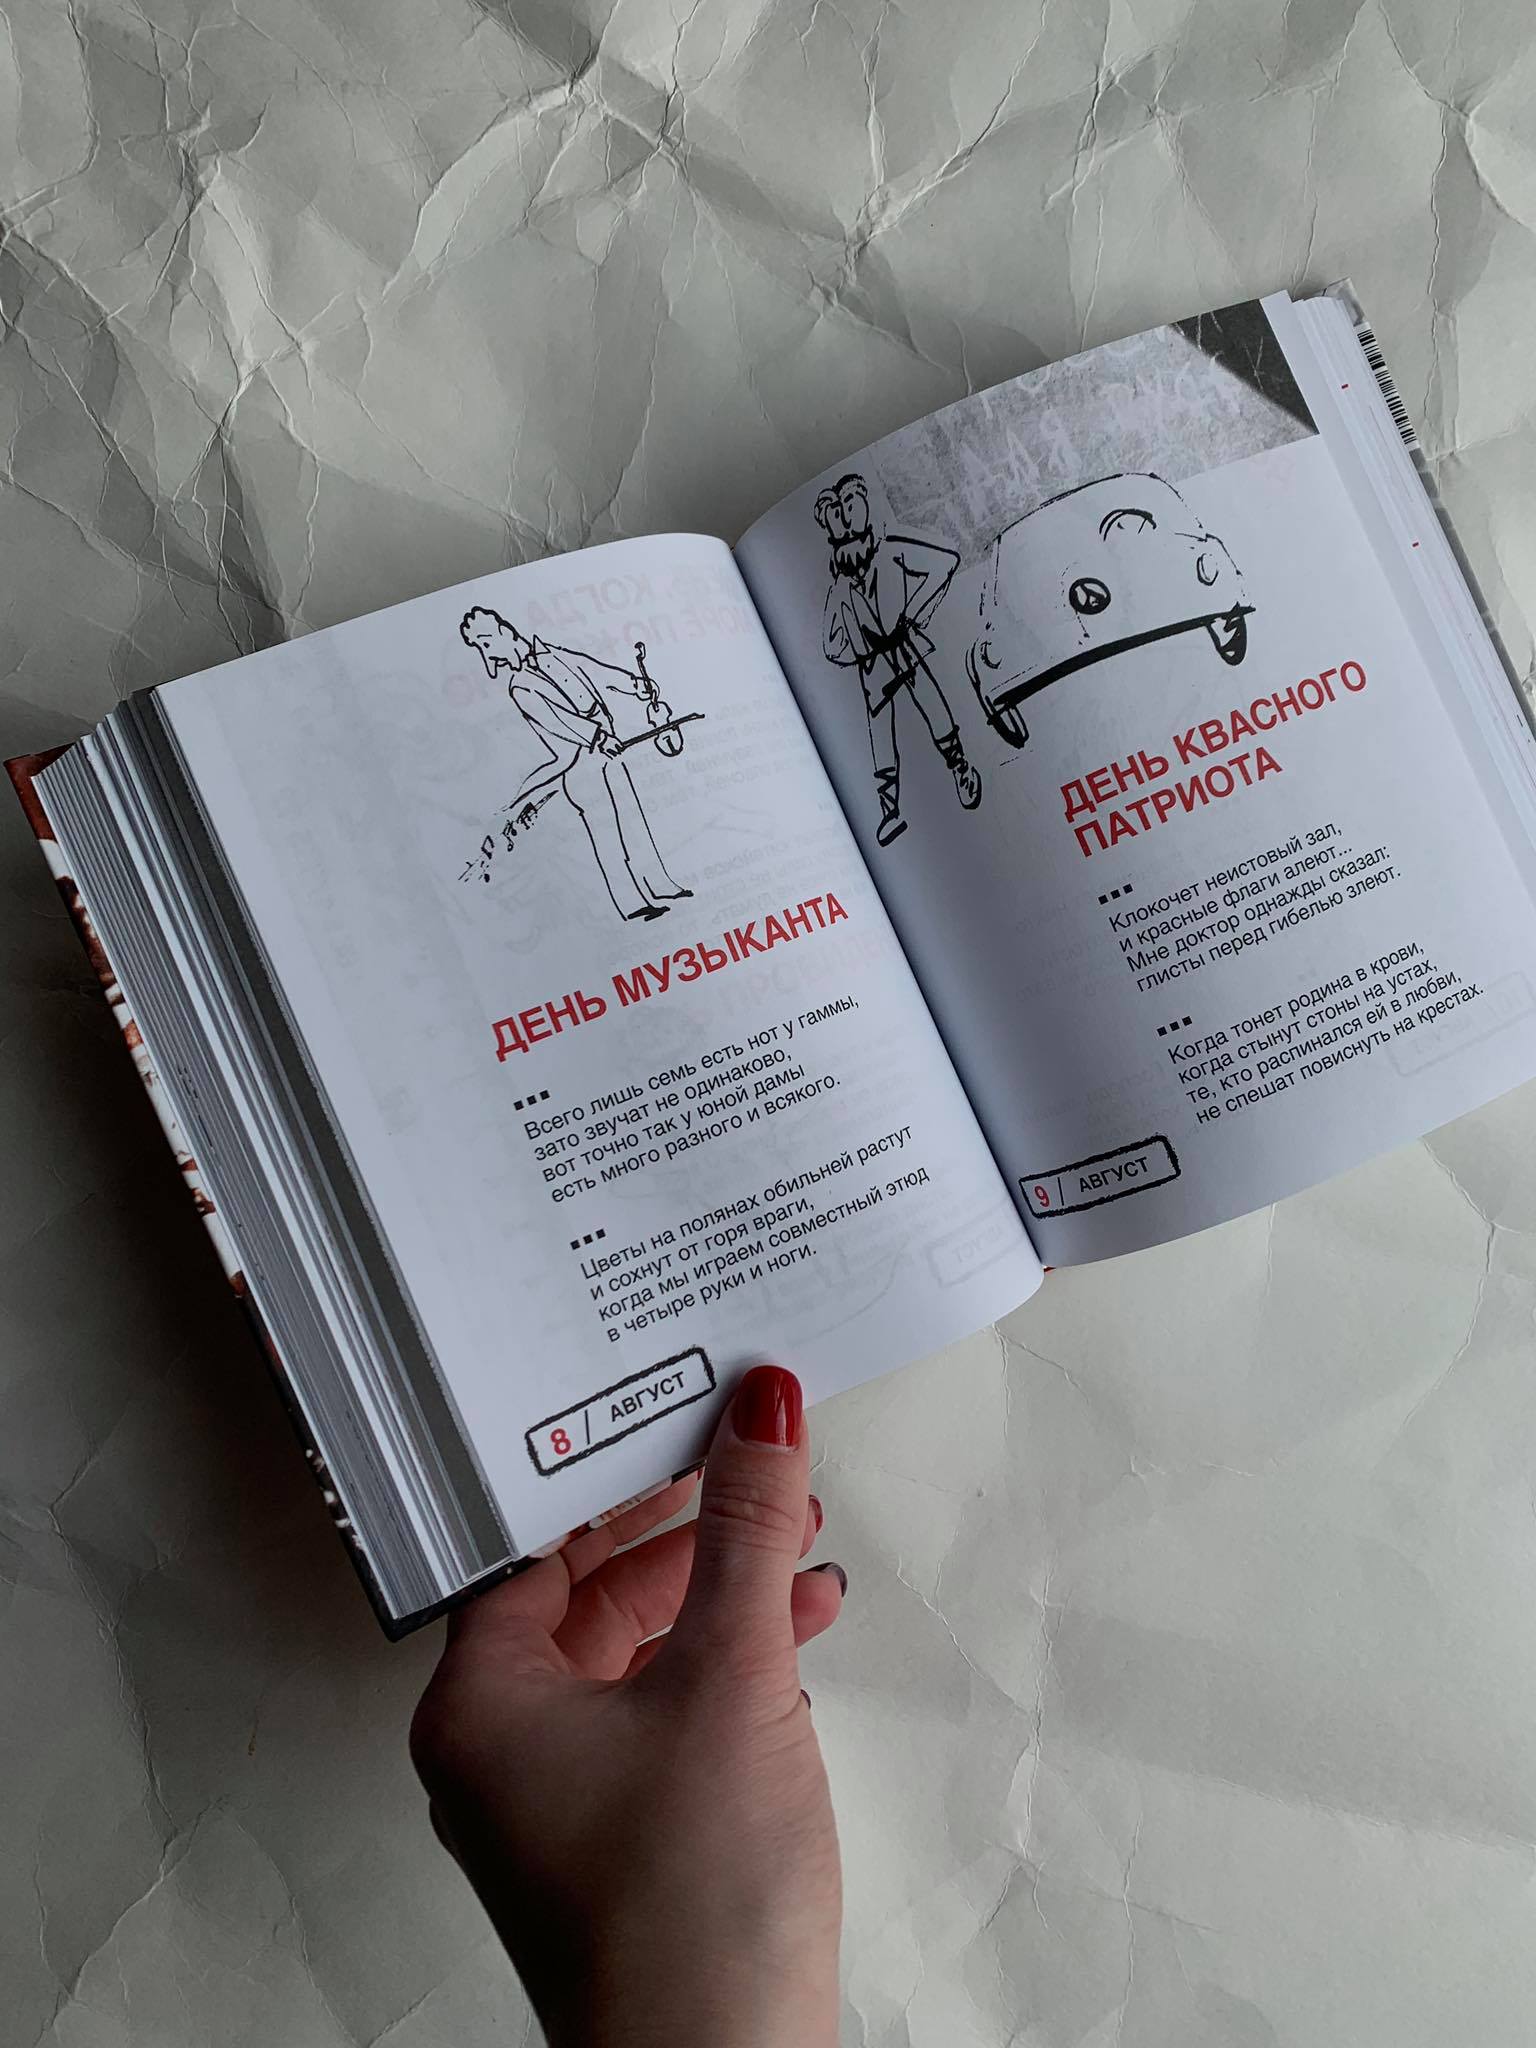 ДЕНЬ МУЗЫКАНТА
Всего лишь семь есть нот у гаммы,
зато звучат не одинаково,
вот точно так у юной дамы
есть много разного и всякого.
Цветы на полянах обильней растут
и сохнут от горя враги,
когда мы играем совместный этюд
в четыре руки и ноги.
8 / АВГУСТ
ДЕНЬ КВАСНОГО
ПАТРИОТА
Клокочет неистовый зал,
и красные флаги алеют...
Мне доктор однажды сказал:
глисты перед гибелью злеют.
Когда тонет родина в крови,
когда стынут стоны на устах,
те, кто распинался ей в любви,
не спешат повиснуть на крестах.
9 / АВГУСТ